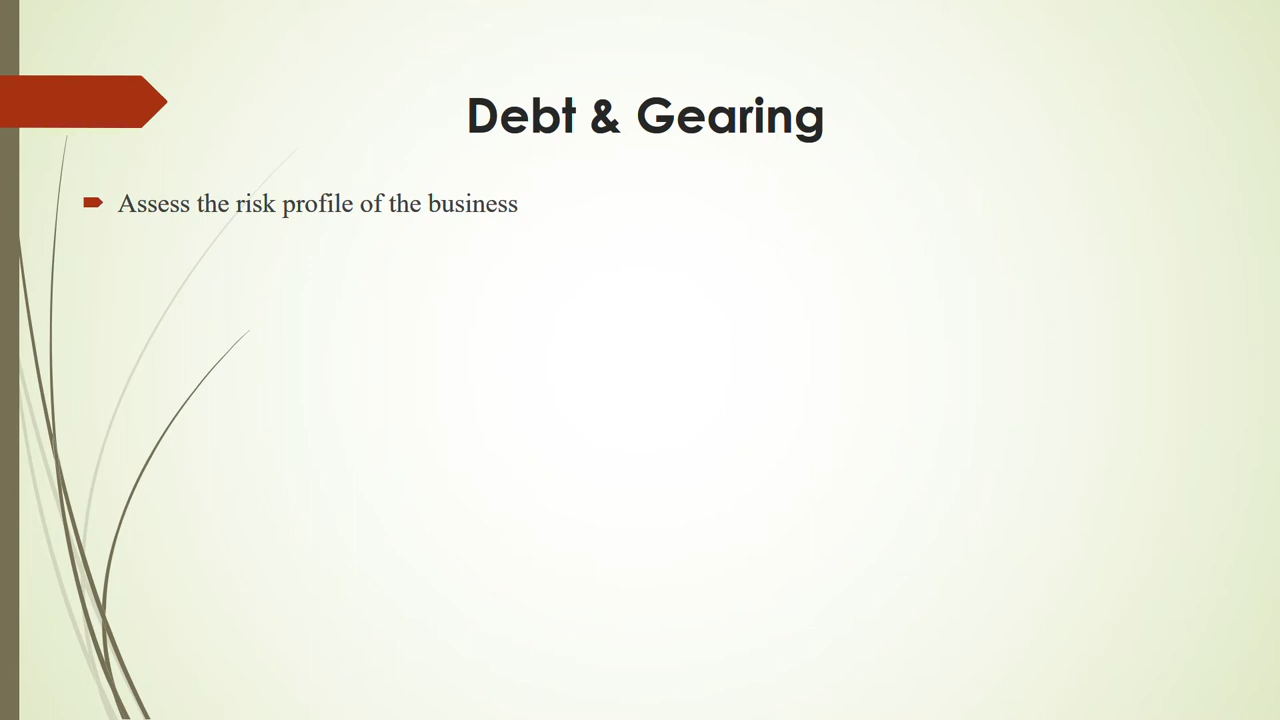 Debt & Gearing
Assess the risk profile of the business